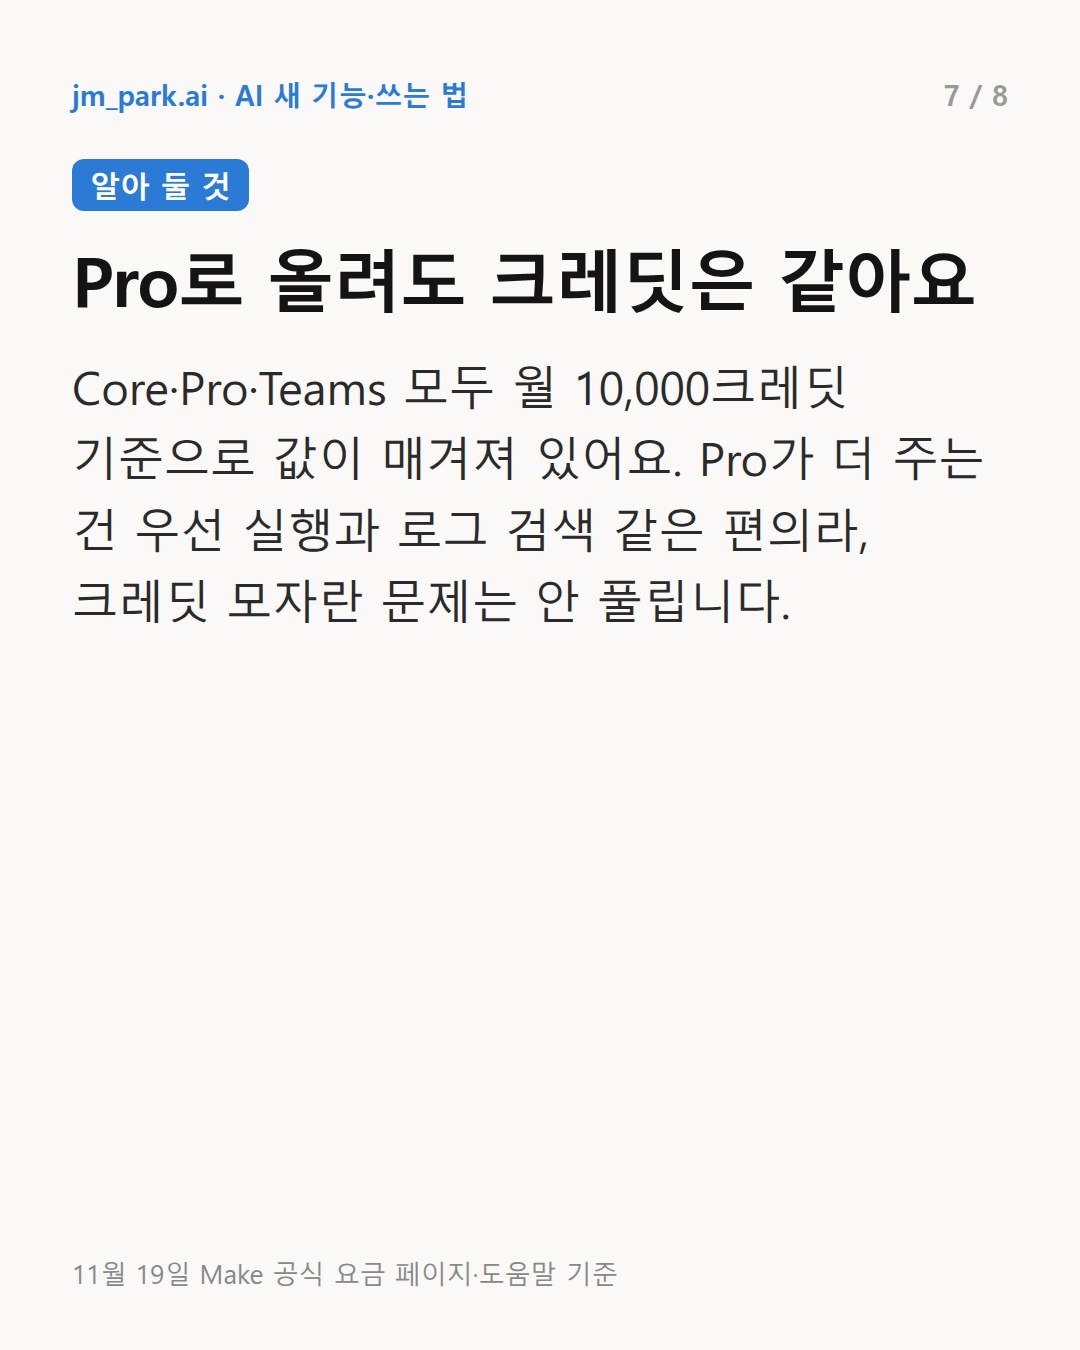 jm_park.ai · AI 새 기능·쓰는 법
7 / 8
알아 둘 것
Pro로 올려도 크레딧은 같아요
Core·Pro·Teams 모두 월 10,000크레딧
기준으로 값이 매겨져 있어요. Pro가 더 주는
건 우선 실행과 로그 검색 같은 편의라,
크레딧 모자란 문제는 안 풀립니다.
11월 19일 Make 공식 요금 페이지·도움말 기준